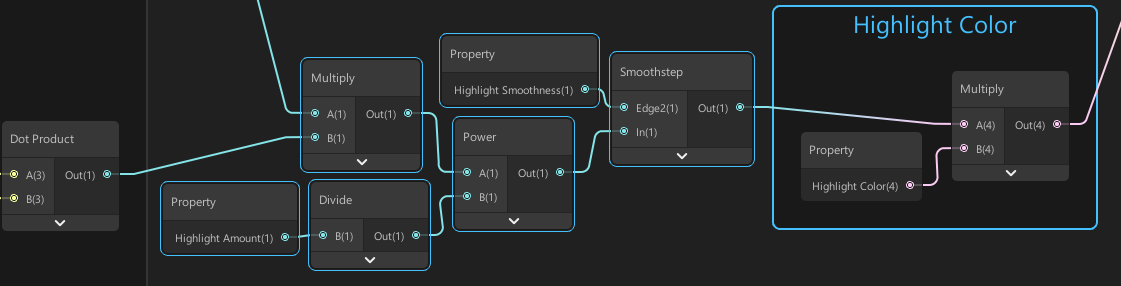 Highlight Color
Dot Product
A(3)
B(3)
Out(1)
Multiply
A(1)
B(1)
Out(1)
Property
Highlight Amount(1)
Divide
B(1)
Out(1)
Property
Highlight Smoothness(1)
Power
A(1)
B(1)
Out(1)
Smoothstep
Edge2(1)
In(1)
Out(1)
Property
Highlight Color(4)
Multiply
A(4)
B(4)
Out(4)